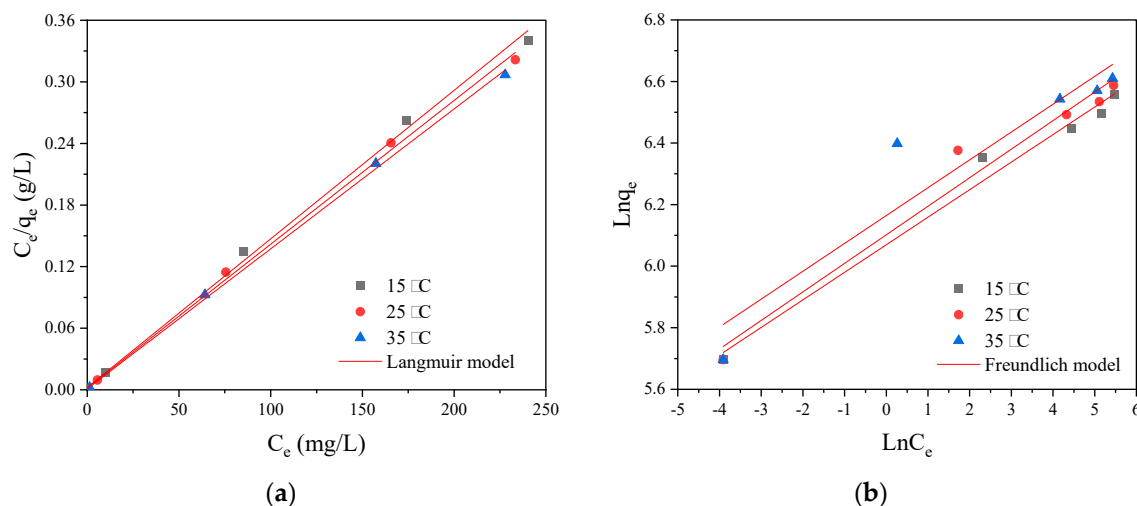 0.36
0.30
0.24
0.18
0.12
0.06
0.00
Ce/qe (g/L)
0 50 100 150 200 250
Ce (mg/L)
15 □C
25 □C
35 □C
Langmuir model
(a)
6.8
6.6
6.4
6.2
6.0
5.8
5.6
Lnqe
-5 -4 -3 -2 -1 0 1 2 3 4 5 6
LnCe
15 □C
25 □C
35 □C
Freundlich model
(b)